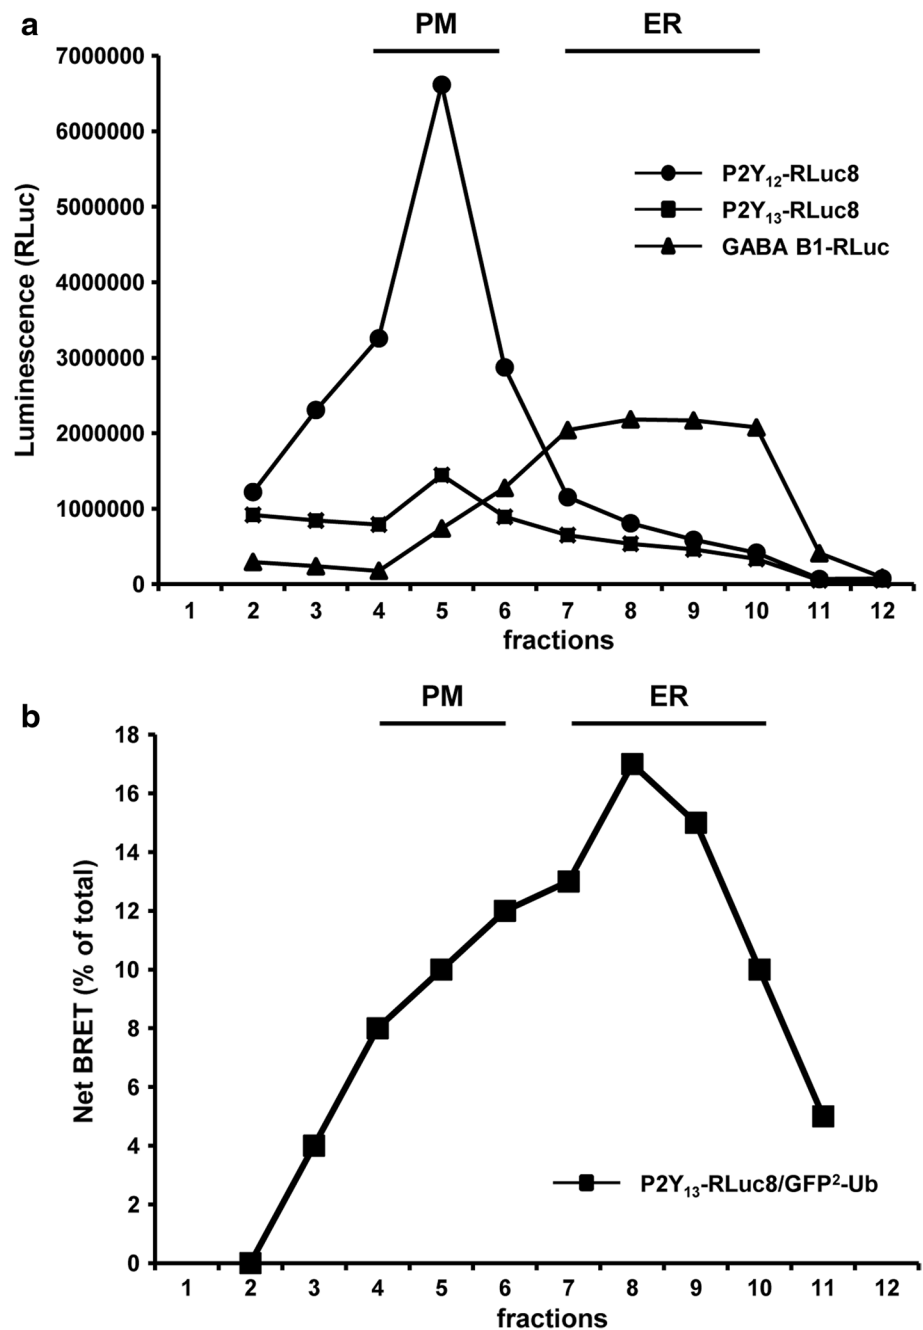 a
PM ER
7000000
6000000
5000000
4000000
3000000
2000000
1000000
0
Luminescence (RLuc)
P2Y₁₂-RLuc8
P2Y₁₃-RLuc8
GABA B1-RLuc
1 2 3 4 5 6 7 8 9 10 11 12
fractions
b
PM ER
18
16
14
12
10
8
6
4
2
0
Net BRET (% of total)
P2Y₁₃-RLuc8/GFP²-Ub
1 2 3 4 5 6 7 8 9 10 11 12
fractions